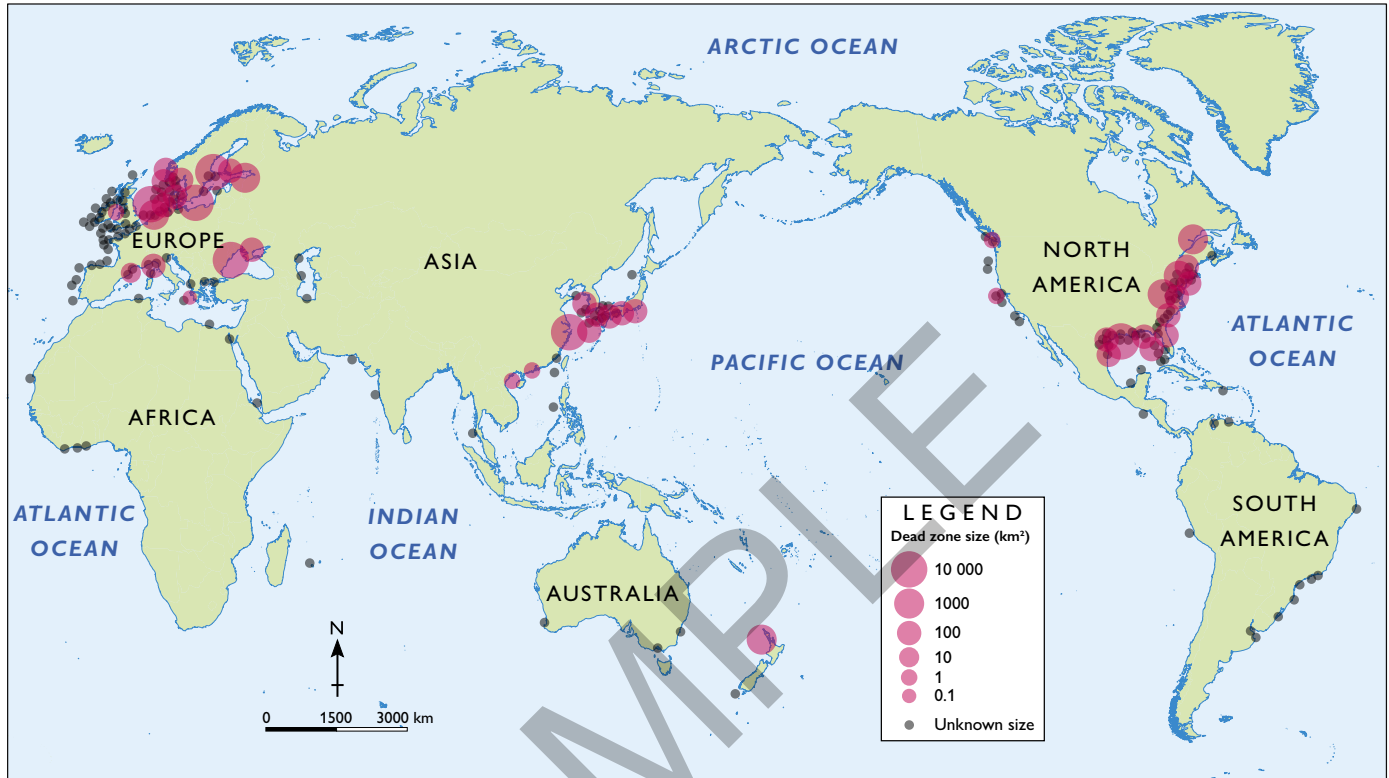 ARCTIC OCEAN
EUROPE
ASIA
NORTH
AMERICA
ATLANTIC
OCEAN
PACIFIC OCEAN
AFRICA
ATLANTIC
OCEAN
INDIAN
OCEAN
AUSTRALIA
SOUTH
AMERICA
LEGEND
Dead zone size (km²)
10 000
1000
100
10
1
0.1
Unknown size
N
0 1500 3000 km
MPLE